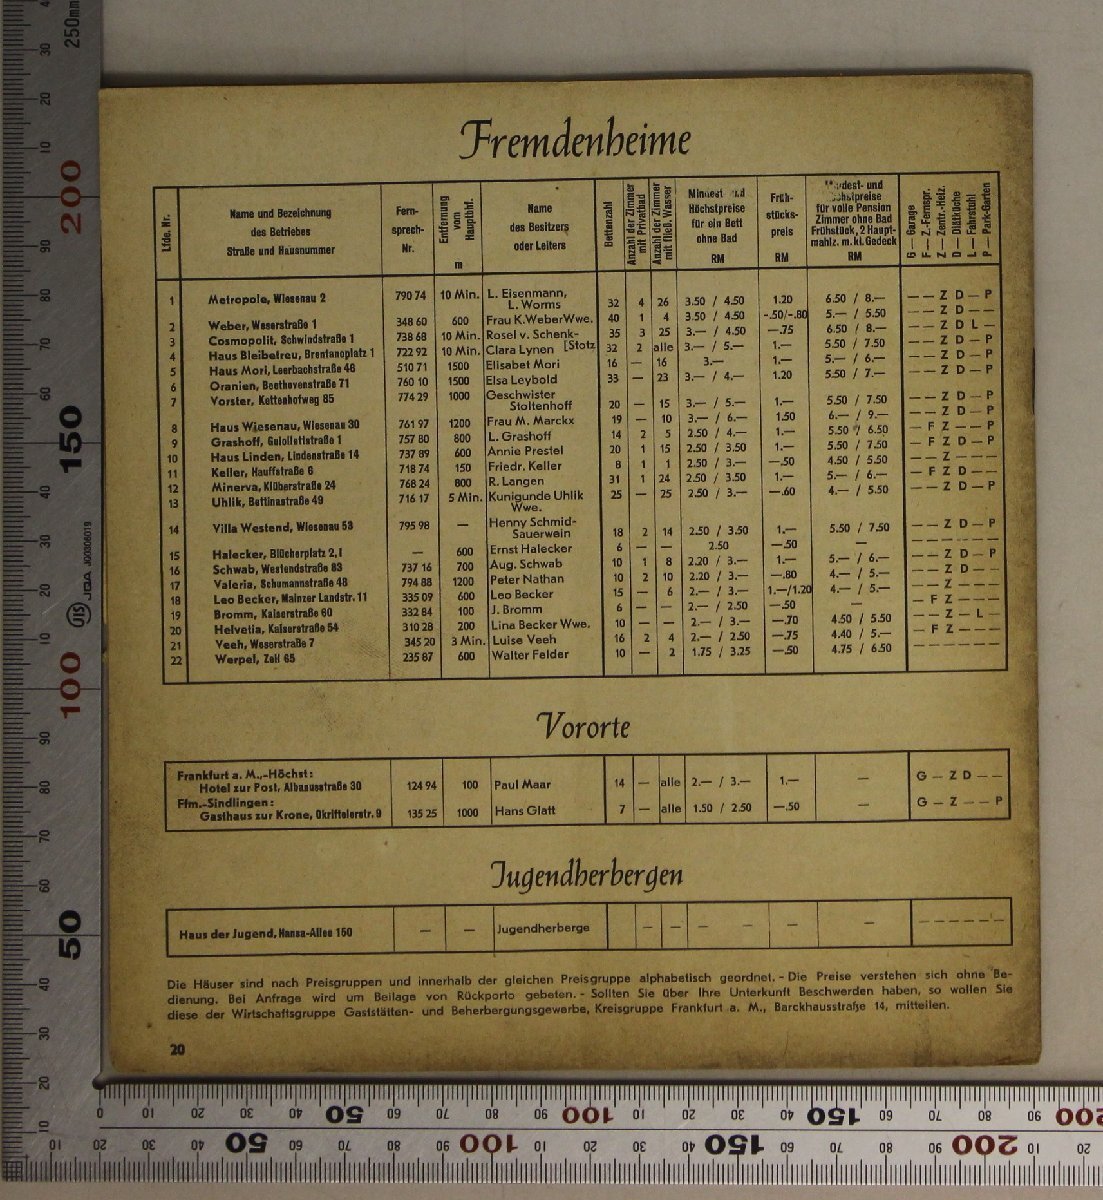 Fremdenheime
Lfde. Nr. | Name und Bezeichnung des Betriebes Straße und Hausnummer | Fern-sprech-Nr. | Entfernung vom Hauptbhf. m | Name des Besitzers oder Leiters | Bettenzahl | Anzahl der Zimmer mit Privatbad | Anzahl der Zimmer mit fließ. Wasser | Höchstpreise für ein Bett ohne Bad RM | Früh-stücks-preis RM | für volle Pension Zimmer ohne Bad Frühstück, 2 Haupt-mahlz. m. kl. Gedeck RM | G — Garage F — Z.-Fernspr. Z — Zentr.-Heiz. D — Diätküche L — Fahrstuhl P — Park-Garten
1 Metropole, Wiesenau 2 790 74 10 Min. L. Eisenmann,
L. Worms 32 4 26 3.50 / 4.50 1.20 6.50 / 8.— — — Z D — P
2 Weber, Weserstraße 1 348 60 600 Frau K. Weber Wwe. 40 1 4 3.50 / 4.50 —.50/—.80 5.— / 5.50 — — Z D — —
3 Cosmopolit, Schwindstraße 1 738 68 10 Min. Rosel v. Schenk- 35 3 25 3.— / 4.50 —.75 6.50 / 8.— — — Z D L —
4 Haus Bleibetreu, Brentanoplatz 1 722 92 10 Min. Clara Lynen [Stotz 32 2 alle 3.— / 5.— 1.— 5.50 / 7.50 — — Z D — P
5 Haus Mori, Leerbachstraße 48 510 71 1500 Elisabet Mori 16 — 16 3.— 1.— 5.— / 6.— — — Z D — P
6 Oranien, Beethovenstraße 71 760 10 1500 Elsa Leybold 33 — 23 3.— / 4.— 1.20 5.50 / 7.— — — Z D — P
7 Vorster, Kettenhofweg 85 774 29 1000 Geschwister
Stoltenhoff 20 — 15 3.— / 5.— 1.— 5.50 / 7.50 — — Z D — P
8 Haus Wiesenau, Wiesenau 30 761 97 1200 Frau M. Marckx 19 — 10 3.— / 6.— 1.50 6.— / 9.— — — Z D — P
9 Grashoff, Guiollettstraße 1 757 80 800 L. Grashoff 14 2 5 2.50 / 4.— 1.— 5.50 / 6.50 — F Z — — P
10 Haus Linden, Lindenstraße 14 737 89 600 Annie Prestel 20 1 15 2.50 / 3.50 1.— 5.50 / 7.50 — F Z D — P
11 Keller, Hauffstraße 6 718 74 150 Friedr. Keller 8 1 1 2.50 / 3.— —.50 4.50 / 5.50 — — Z — — —
12 Minerva, Klüberstraße 24 768 24 800 R. Langen 31 1 24 2.50 / 3.50 1.— 5.— / 6.— — F Z D — —
13 Uhlik, Bettinastraße 49 716 17 5 Min. Kunigunde Uhlik
Wwe. 25 — 25 2.50 / 3.— —.60 4.— / 5.50 — — Z D — P
14 Villa Westend, Wiesenau 53 795 98 — Henny Schmid-
Sauerwein 18 2 14 2.50 / 3.50 1.— 5.50 / 7.50 — — Z D — P
15 Halecker, Blücherplatz 2, I — 600 Ernst Halecker 6 — — 2.50 —.50 — — — — — — —
16 Schwab, Westendstraße 83 737 16 700 Aug. Schwab 10 1 8 2.20 / 3.— 1.— 5.— / 6.— — — Z D — P
17 Valeria, Schumannstraße 48 794 88 1200 Peter Nathan 10 2 10 2.20 / 3.— —.80 4.— / 5.— — — Z D — —
18 Leo Becker, Mainzer Landstr. 11 335 09 600 Leo Becker 15 — 6 2.— / 3.— 1.—/1.20 4.— / 5.— — — Z — — —
19 Bromm, Kaiserstraße 60 332 84 100 J. Bromm 6 — — 2.— / 2.50 —.50 — — F Z — — —
20 Helvetia, Kaiserstraße 54 310 28 200 Lina Becker Wwe. 10 — — 2.— / 3.— —.70 4.50 / 5.50 — — Z — L —
21 Veeh, Weserstraße 7 345 20 3 Min. Luise Veeh 16 2 4 2.— / 2.50 —.75 4.40 / 5.— — F Z — — —
22 Werpel, Zeil 65 235 87 600 Walter Felder 10 — 2 1.75 / 3.25 —.50 4.75 / 6.50 — — — — — —
Vororte
Frankfurt a. M.,-Höchst:
Hotel zur Post, Albanusstraße 30 124 94 100 Paul Maar 14 — alle 2.— / 3.— 1.— — G — Z D — —
Ffm.-Sindlingen:
Gasthaus zur Krone, Okriftelerstr. 9 135 25 1000 Hans Glatt 7 — alle 1.50 / 2.50 —.50 — G — Z — — P
Jugendherbergen
Haus der Jugend, Hansa-Allee 150 — — Jugendherberge — — — — — — — — — — — —
Die Häuser sind nach Preisgruppen und innerhalb der gleichen Preisgruppe alphabetisch geordnet. - Die Preise verstehen sich ohne Be-
dienung. Bei Anfrage wird um Beilage von Rückporto gebeten. - Sollten Sie über Ihre Unterkunft Beschwerden haben, so wollen Sie
diese der Wirtschaftsgruppe Gaststätten- und Beherbergungsgewerbe, Kreisgruppe Frankfurt a. M., Barckhausstraße 14, mitteilen.
20